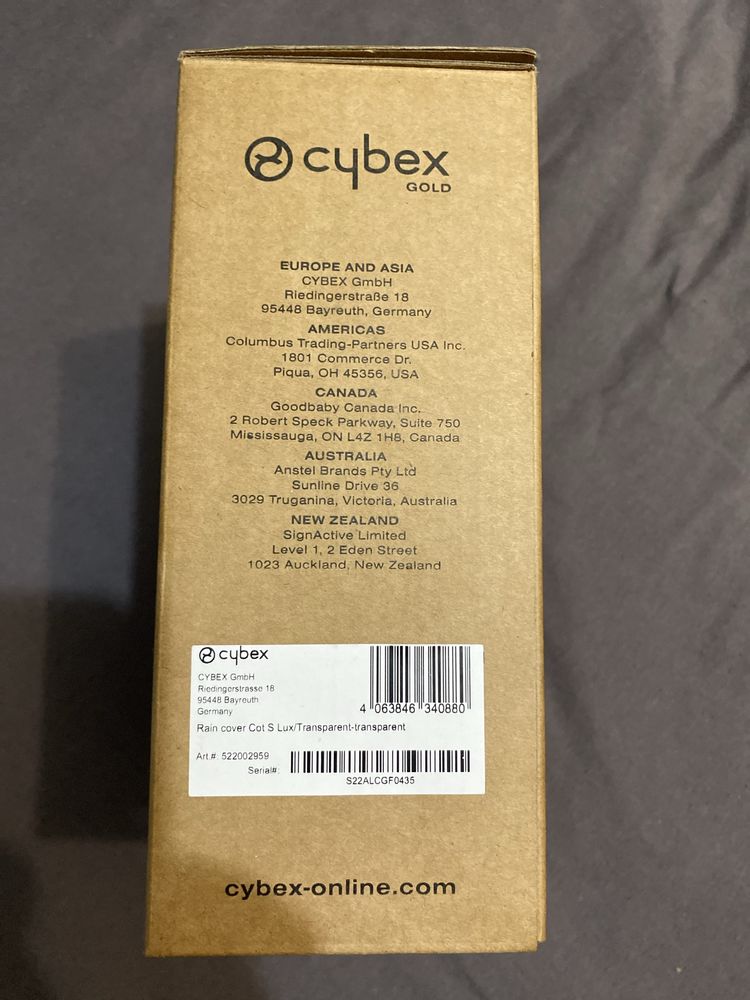 cybex
GOLD
EUROPE AND ASIA
CYBEX GmbH
Riedingerstraße 18
95448 Bayreuth, Germany
AMERICAS
Columbus Trading-Partners USA Inc.
1801 Commerce Dr.
Piqua, OH 45356, USA
CANADA
Goodbaby Canada Inc.
2 Robert Speck Parkway, Suite 750
Mississauga, ON L4Z 1H8, Canada
AUSTRALIA
Anstel Brands Pty Ltd
Sunline Drive 36
3029 Truganina, Victoria, Australia
NEW ZEALAND
SignActive Limited
Level 1, 2 Eden Street
1023 Auckland, New Zealand
cybex
CYBEX GmbH
Riedingerstrasse 18
95448 Bayreuth
Germany
4 063846 340880
Rain cover Cot S Lux/Transparent-transparent
Art.#: 522002959
Serial#:
S22ALCGF0435
cybex-online.com